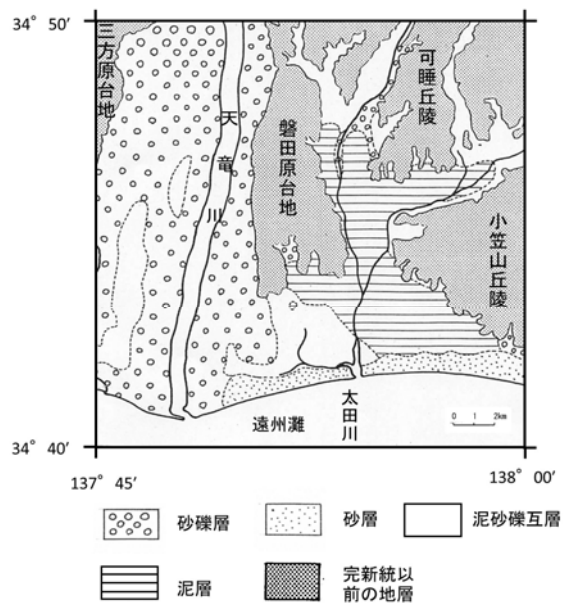 34° 50′
三方原台地
天竜川
磐田原台地
可睡丘陵
小笠山丘陵
太田川
遠州灘
0 1 2km
34° 40′
137° 45′
138° 00′
砂礫層
砂層
泥砂礫互層
泥層
完新統以
前の地層